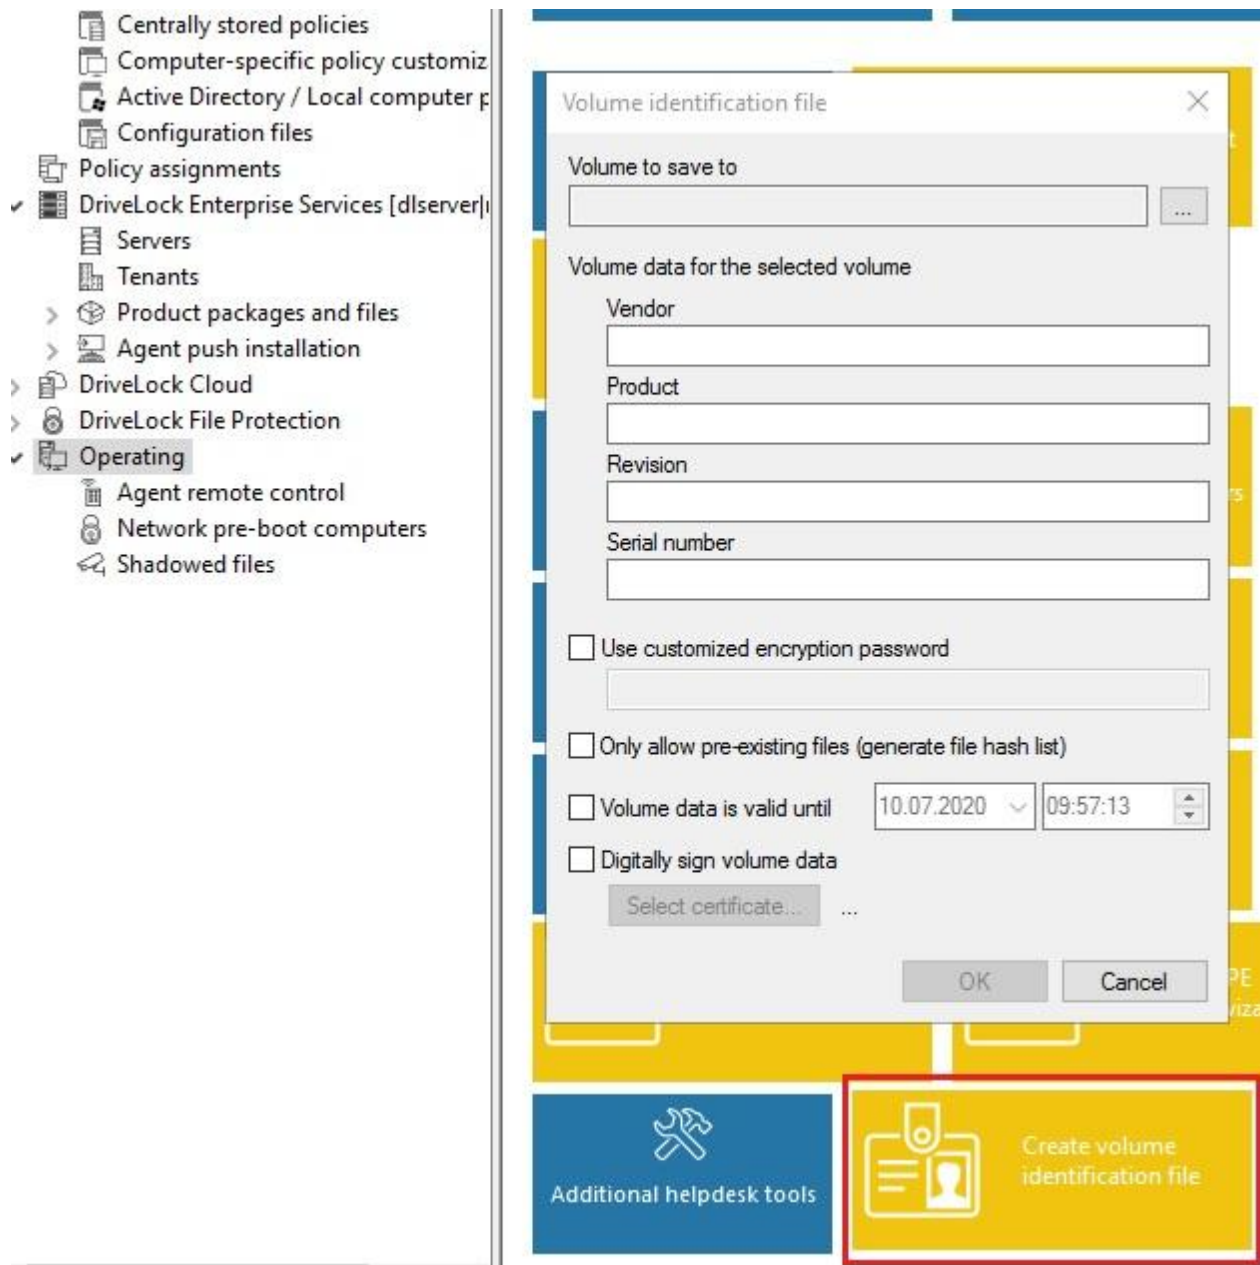 Centrally stored policies
Computer-specific policy customiz
Active Directory / Local computer p
Configuration files
Policy assignments
DriveLock Enterprise Services [dlserver|
Servers
Tenants
Product packages and files
Agent push installation
DriveLock Cloud
DriveLock File Protection
Operating
Agent remote control
Network pre-boot computers
Shadowed files
Volume identification file
Volume to save to
...
Volume data for the selected volume
Vendor
Product
Revision
Serial number
Use customized encryption password
Only allow pre-existing files (generate file hash list)
Volume data is valid until 10.07.2020 09:57:13
Digitally sign volume data
Select certificate... ...
OK Cancel
PE
Additional helpdesk tools
Create volume
identification file